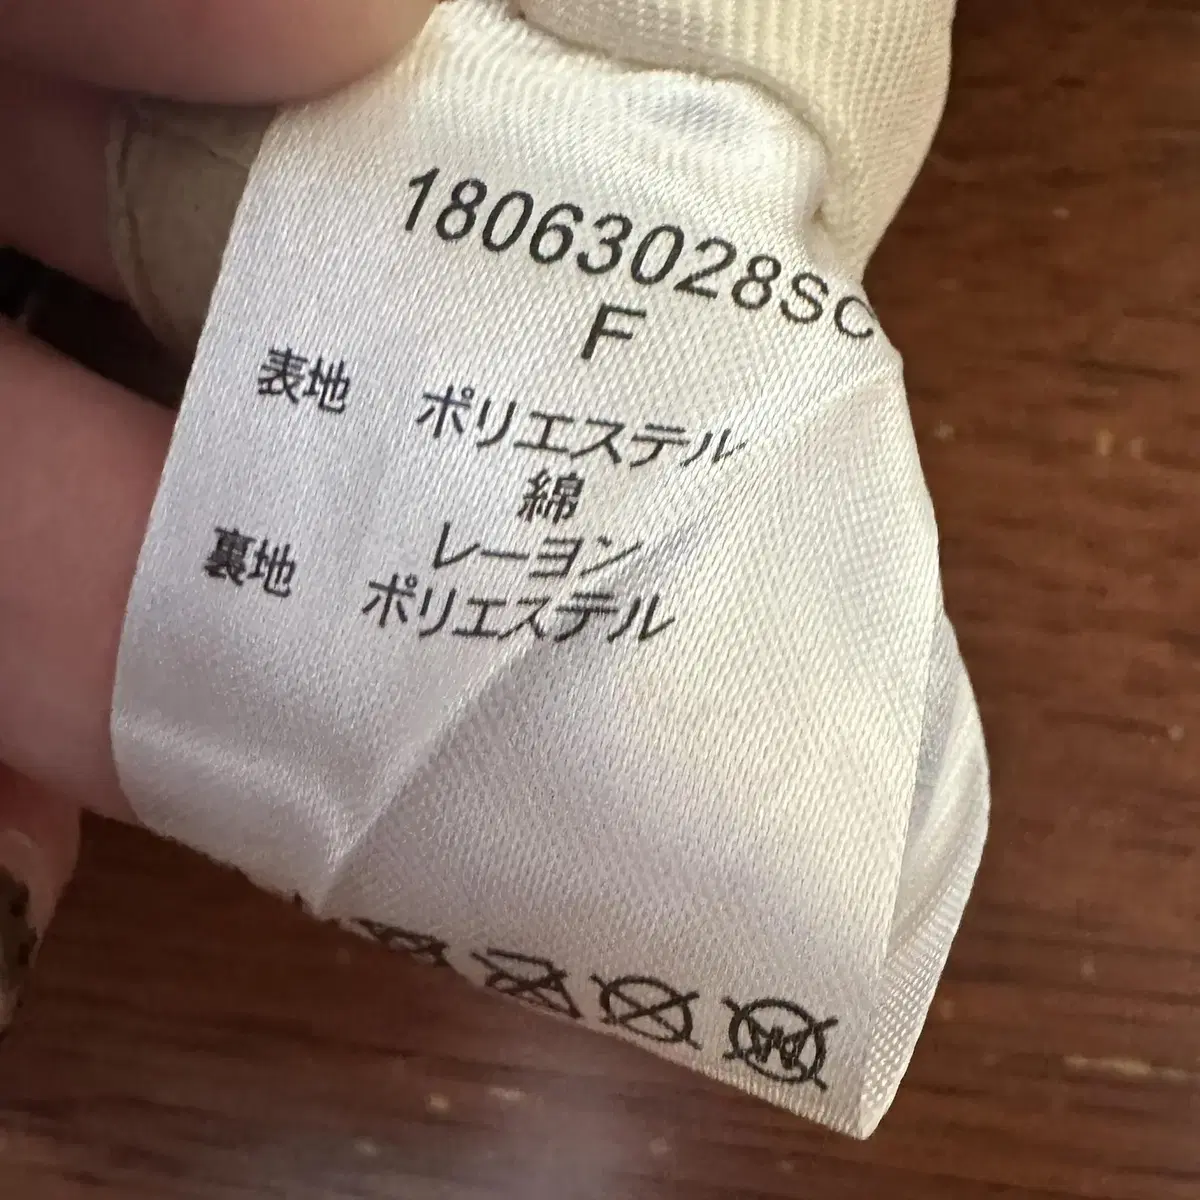 18063028SC
F
表地 ポリエステル
綿
レーヨン
裏地 ポリエステル